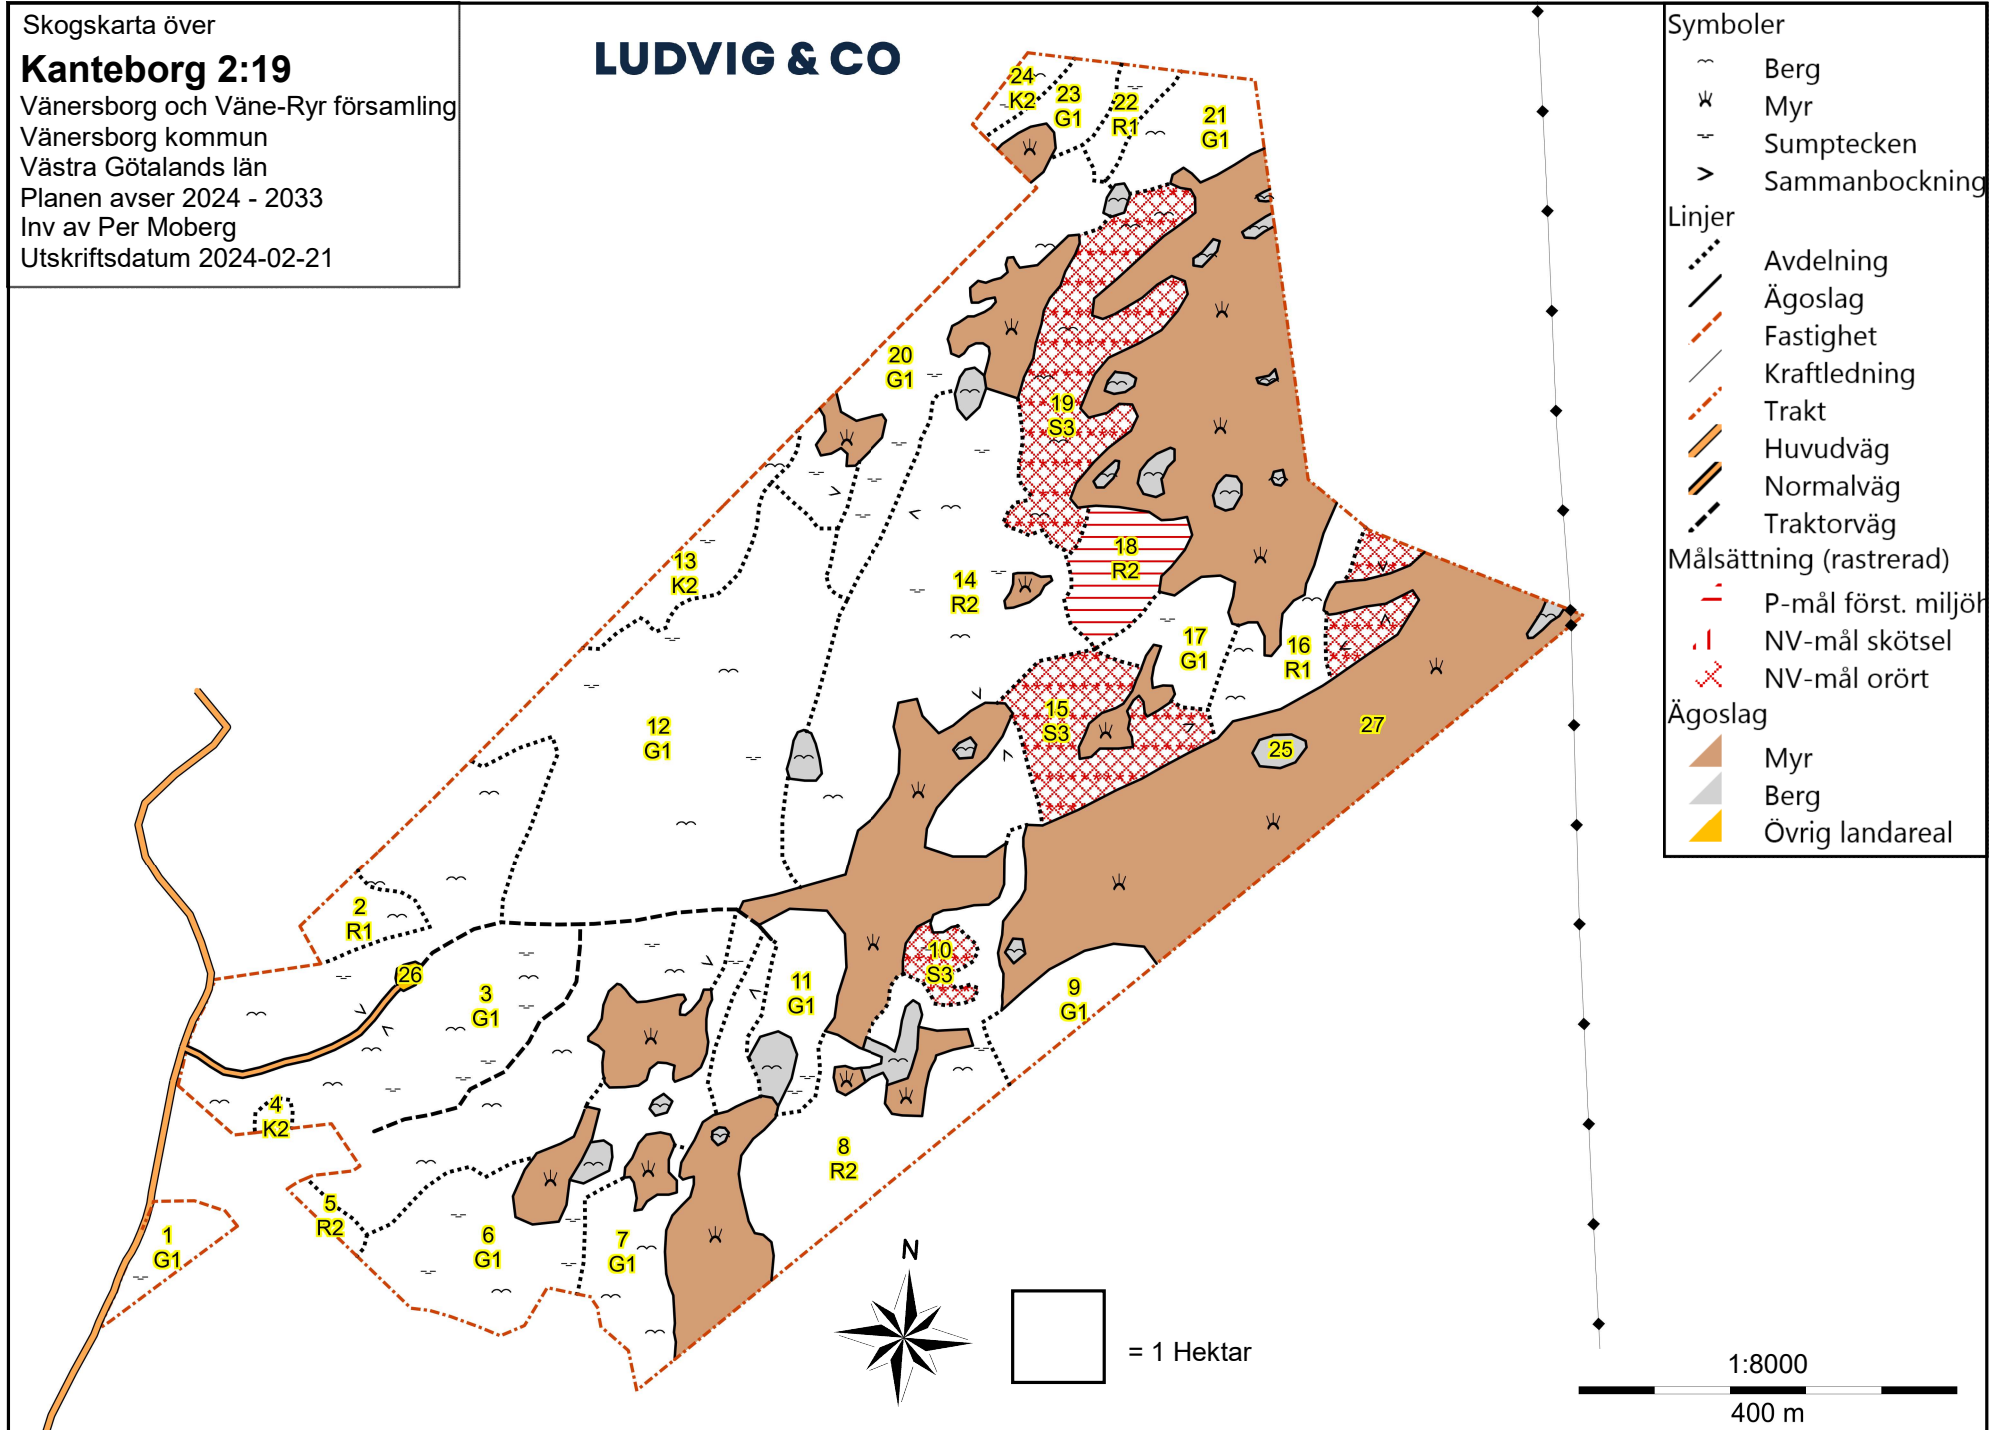 Skogskarta över
Kanteborg 2:19
Vänersborg och Väne-Ryr församling
Vänersborg kommun
Västra Götalands län
Planen avser 2024 - 2033
Inv av Per Moberg
Utskriftsdatum 2024-02-21
LUDVIG & CO
Symboler
Berg
Myr
Sumptecken
Sammanbockning
Linjer
Avdelning
Ägoslag
Fastighet
Kraftledning
Trakt
Huvudväg
Normalväg
Traktorväg
Målsättning (rastrerad)
P-mål först. miljöh
NV-mål skötsel
NV-mål orört
Ägoslag
Myr
Berg
Övrig landareal
24
K2
23
G1
22
R1
21
G1
20
G1
19
S3
18
R2
13
K2
14
R2
17
G1
16
R1
15
S3
12
G1
27
25
2
R1
26
3
G1
11
G1
10
S3
9
G1
4
K2
8
R2
5
R2
1
G1
6
G1
7
G1
N
= 1 Hektar
1:8000
400 m